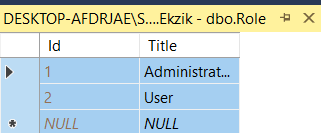 DESKTOP-AFDRJAE\S....Ekzik - dbo.Role
Id Title
1 Administrat...
2 User
NULL NULL